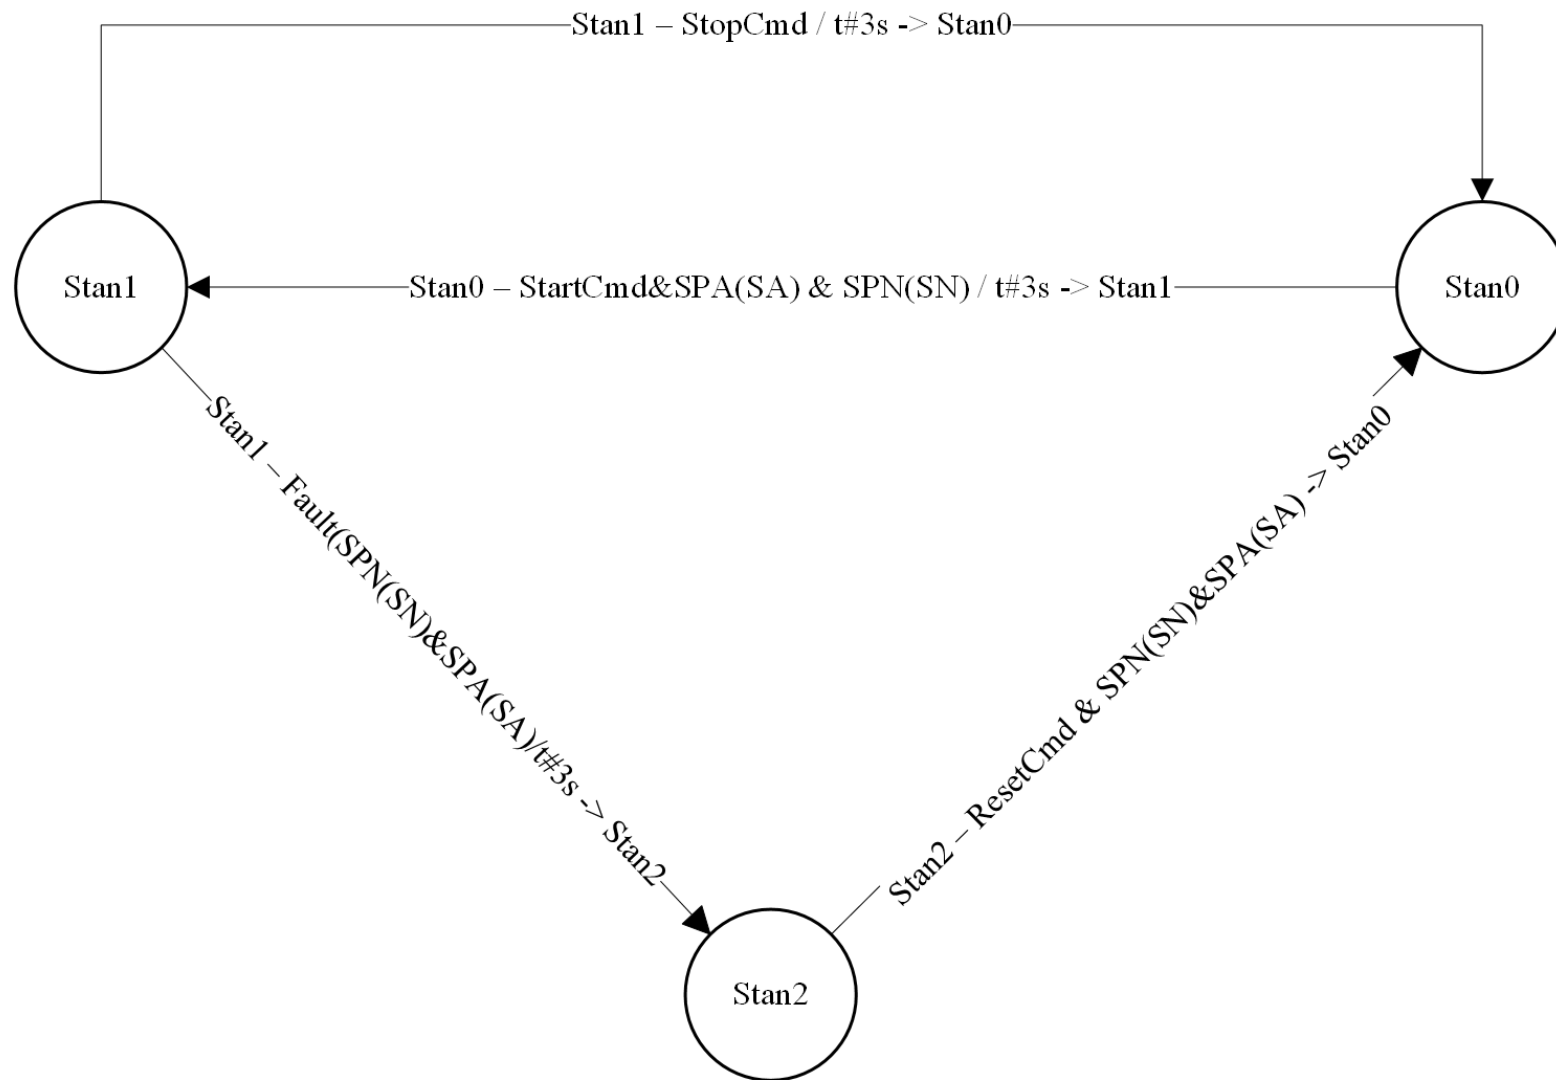 Stan1 – StopCmd / t#3s -> Stan0
Stan1
Stan0 – StartCmd&SPA(SA) & SPN(SN) / t#3s -> Stan1
Stan0
Stan1 – Fault(SPN(SN)&SPA(SA)/t#3s -> Stan2
Stan2 – ResetCmd & SPN(SN)&SPA(SA) -> Stan0
Stan2